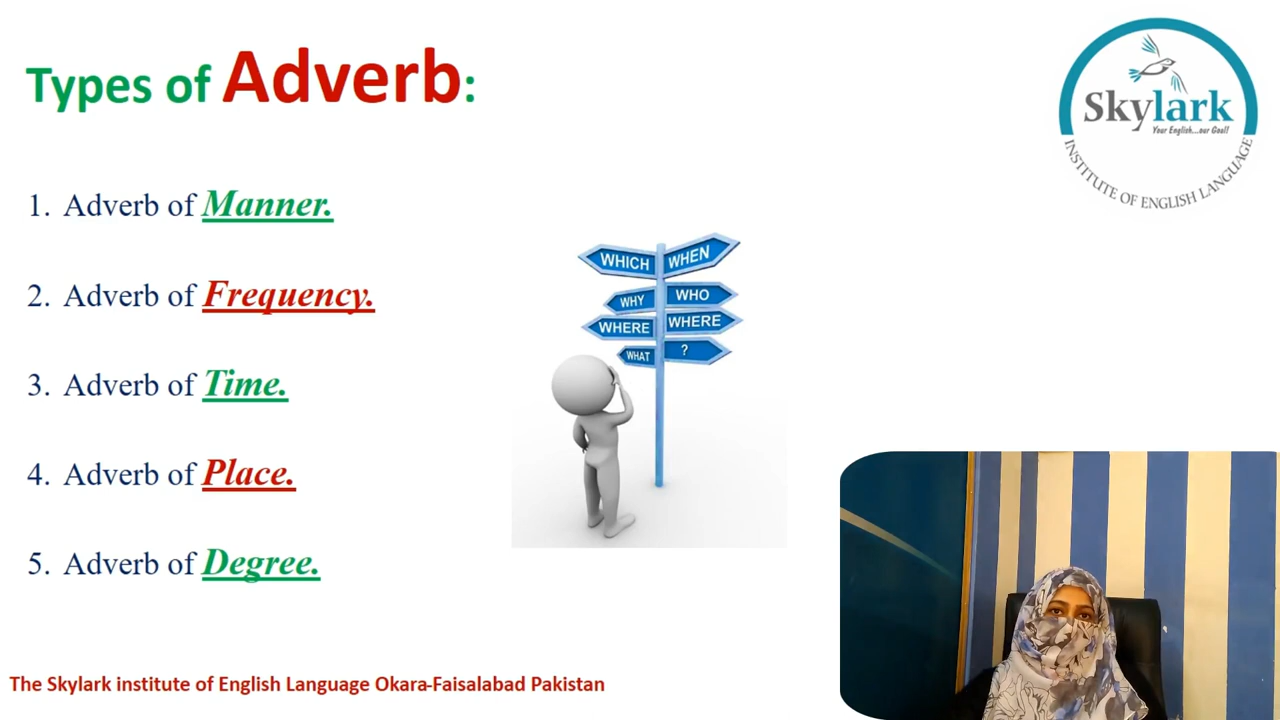 Types of Adverb:
Skylark
Your English...our Goal!
INSTITUTE OF ENGLISH LANGUAGE
1. Adverb of Manner.
2. Adverb of Frequency.
3. Adverb of Time.
4. Adverb of Place.
5. Adverb of Degree.
WHICH WHEN
WHY WHO
WHERE WHERE
WHAT ?
The Skylark institute of English Language Okara-Faisalabad Pakistan